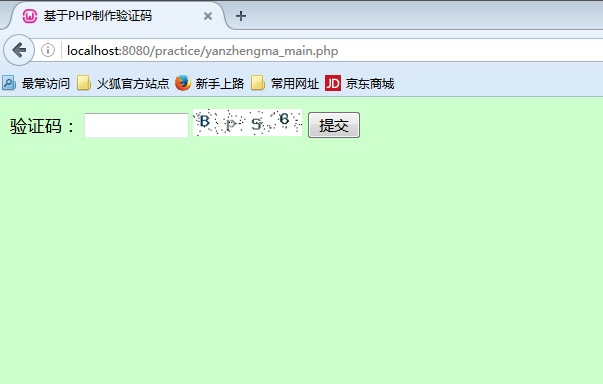 基于PHP制作验证码
localhost:8080/practice/yanzhengma_main.php
最常访问 火狐官方站点 新手上路 常用网址 JD 京东商城
验证码： B p s 6 提交